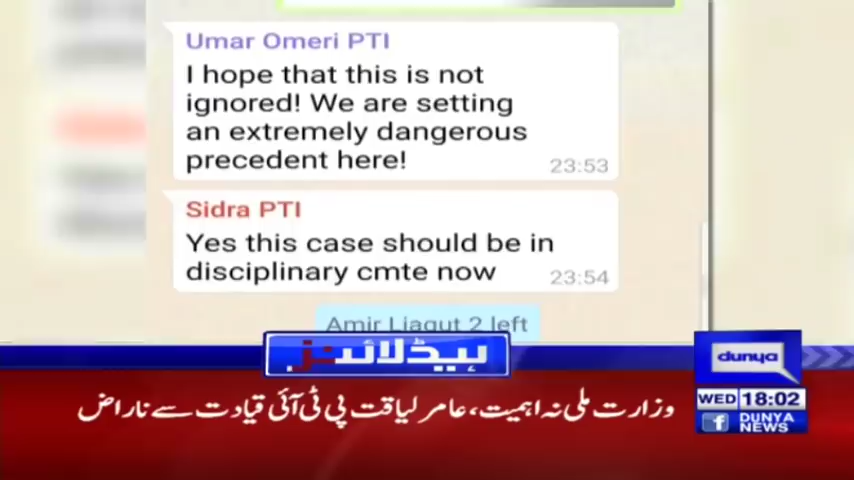 Umar Omeri PTI
I hope that this is not
ignored! We are setting
an extremely dangerous
precedent here!
23:53
Sidra PTI
Yes this case should be in
disciplinary cmte now
23:54
Amir Liaqut 2 left
ہیڈلائنز
dunya
وزارت ملی نہ اہمیت، عامر لیاقت پی ٹی آئی قیادت سے ناراض
WED 18:02
f DUNYA
NEWS